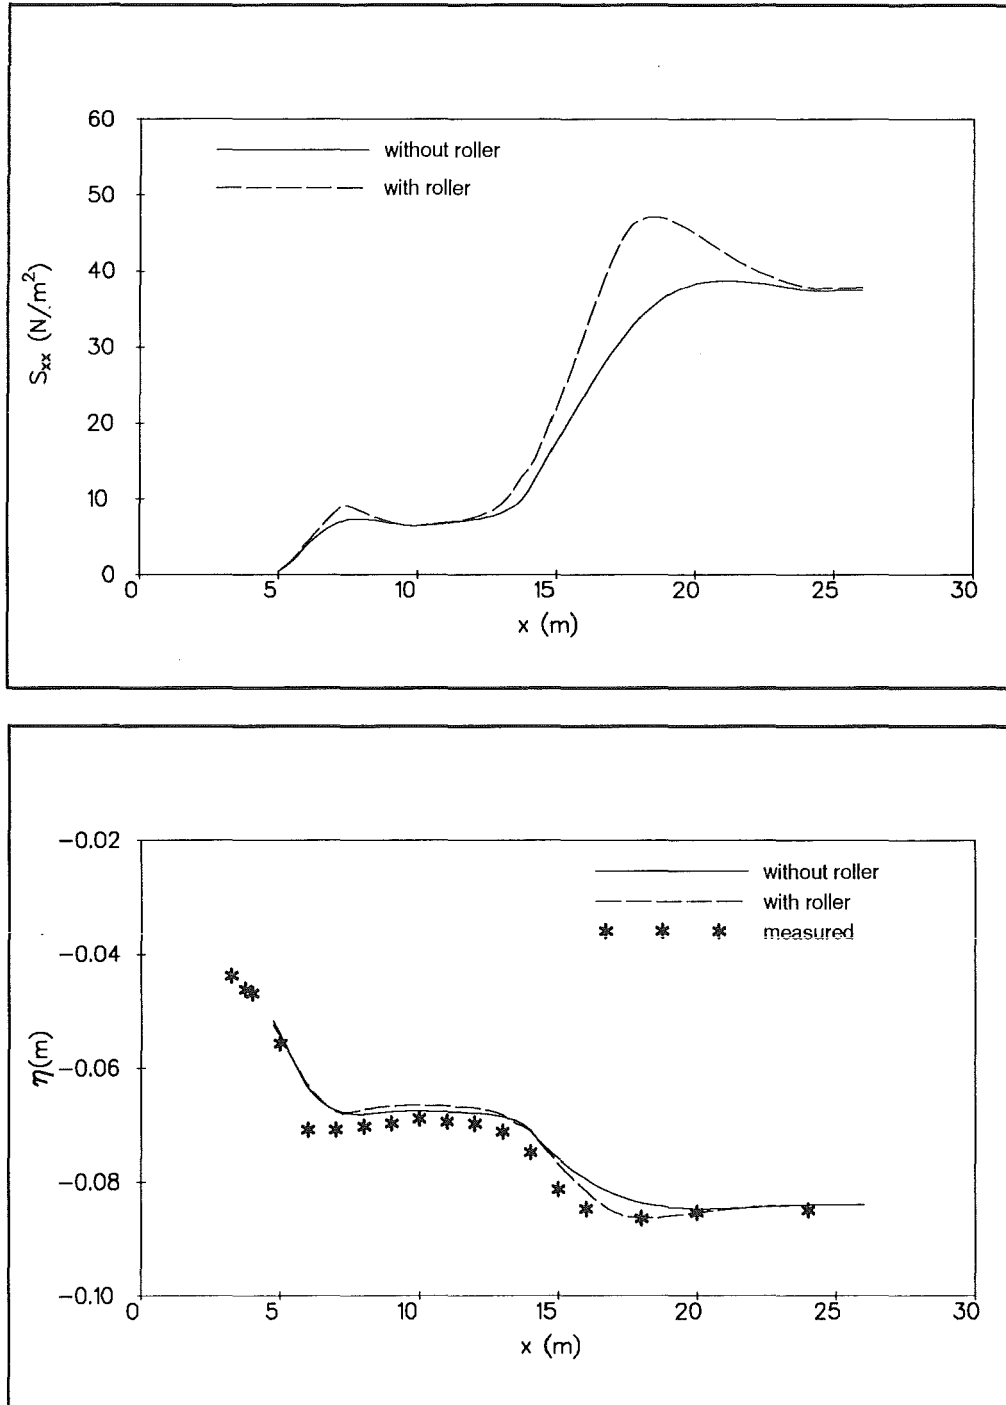 60
without roller
with roller
50
40
S_xx (N/m²)
30
20
10
0
0 5 10 15 20 25 30
x (m)
−0.02
without roller
with roller
measured
−0.04
η(m)
−0.06
−0.08
−0.10
0 5 10 15 20 25 30
x (m)